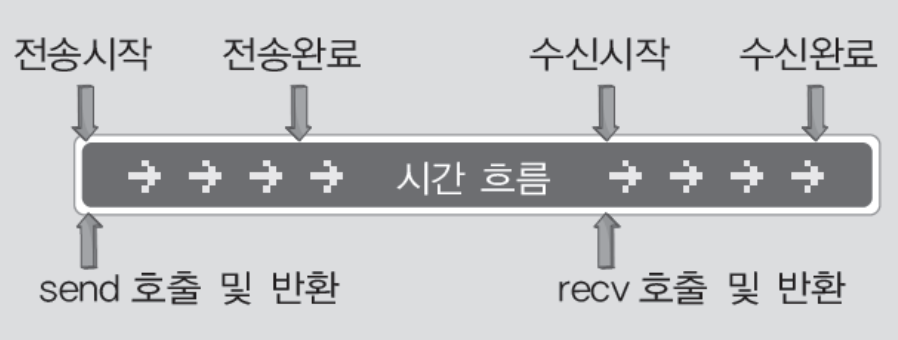 전송시작 전송완료 수신시작 수신완료
시간 흐름
send 호출 및 반환 recv 호출 및 반환